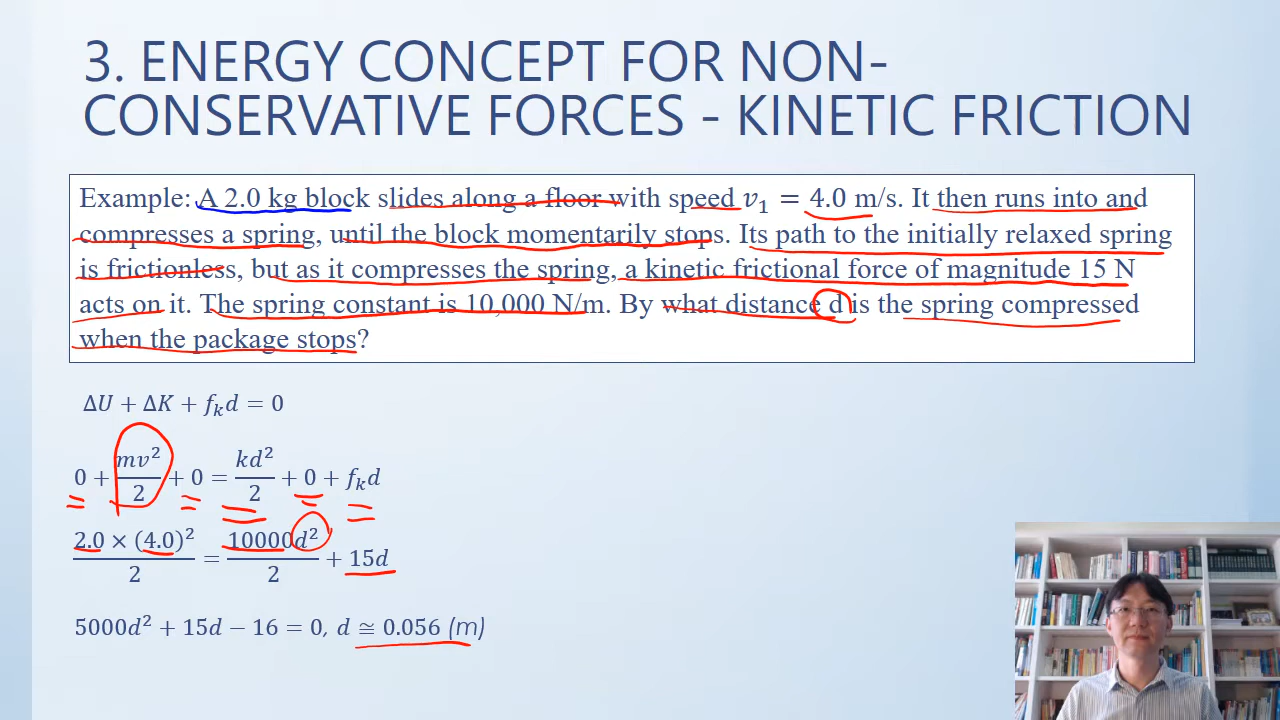 3. ENERGY CONCEPT FOR NON-
CONSERVATIVE FORCES - KINETIC FRICTION
Example: A 2.0 kg block slides along a floor with speed 𝑣₁ = 4.0 m/s. It then runs into and
compresses a spring, until the block momentarily stops. Its path to the initially relaxed spring
is frictionless, but as it compresses the spring, a kinetic frictional force of magnitude 15 N
acts on it. The spring constant is 10,000 N/m. By what distance d is the spring compressed
when the package stops?
Δ𝑈 + Δ𝐾 + 𝑓ₖ𝑑 = 0
0 + 𝑚𝑣²/2 + 0 = 𝑘𝑑²/2 + 0 + 𝑓ₖ𝑑
2.0 × (4.0)²/2 = 10000𝑑²/2 + 15𝑑
5000𝑑² + 15𝑑 − 16 = 0, 𝑑 ≅ 0.056 (m)